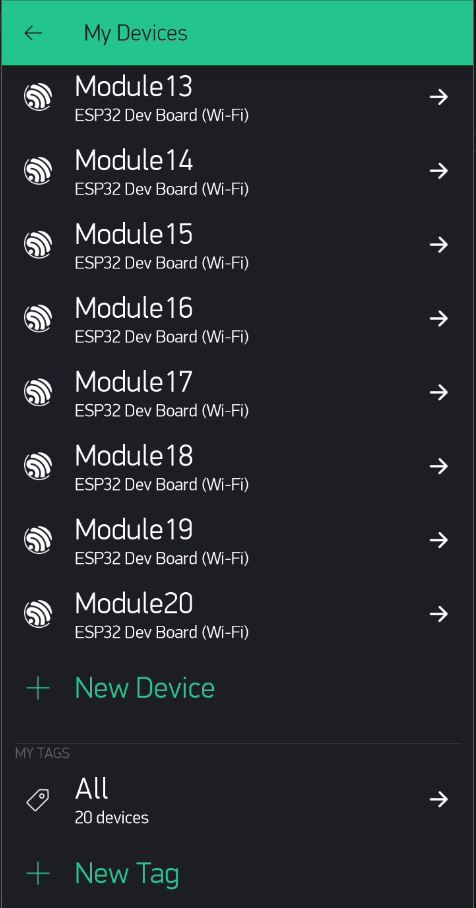 My Devices
Module13
ESP32 Dev Board (Wi-Fi)
Module14
ESP32 Dev Board (Wi-Fi)
Module15
ESP32 Dev Board (Wi-Fi)
Module16
ESP32 Dev Board (Wi-Fi)
Module17
ESP32 Dev Board (Wi-Fi)
Module18
ESP32 Dev Board (Wi-Fi)
Module19
ESP32 Dev Board (Wi-Fi)
Module20
ESP32 Dev Board (Wi-Fi)
New Device
MY TAGS
All
20 devices
New Tag